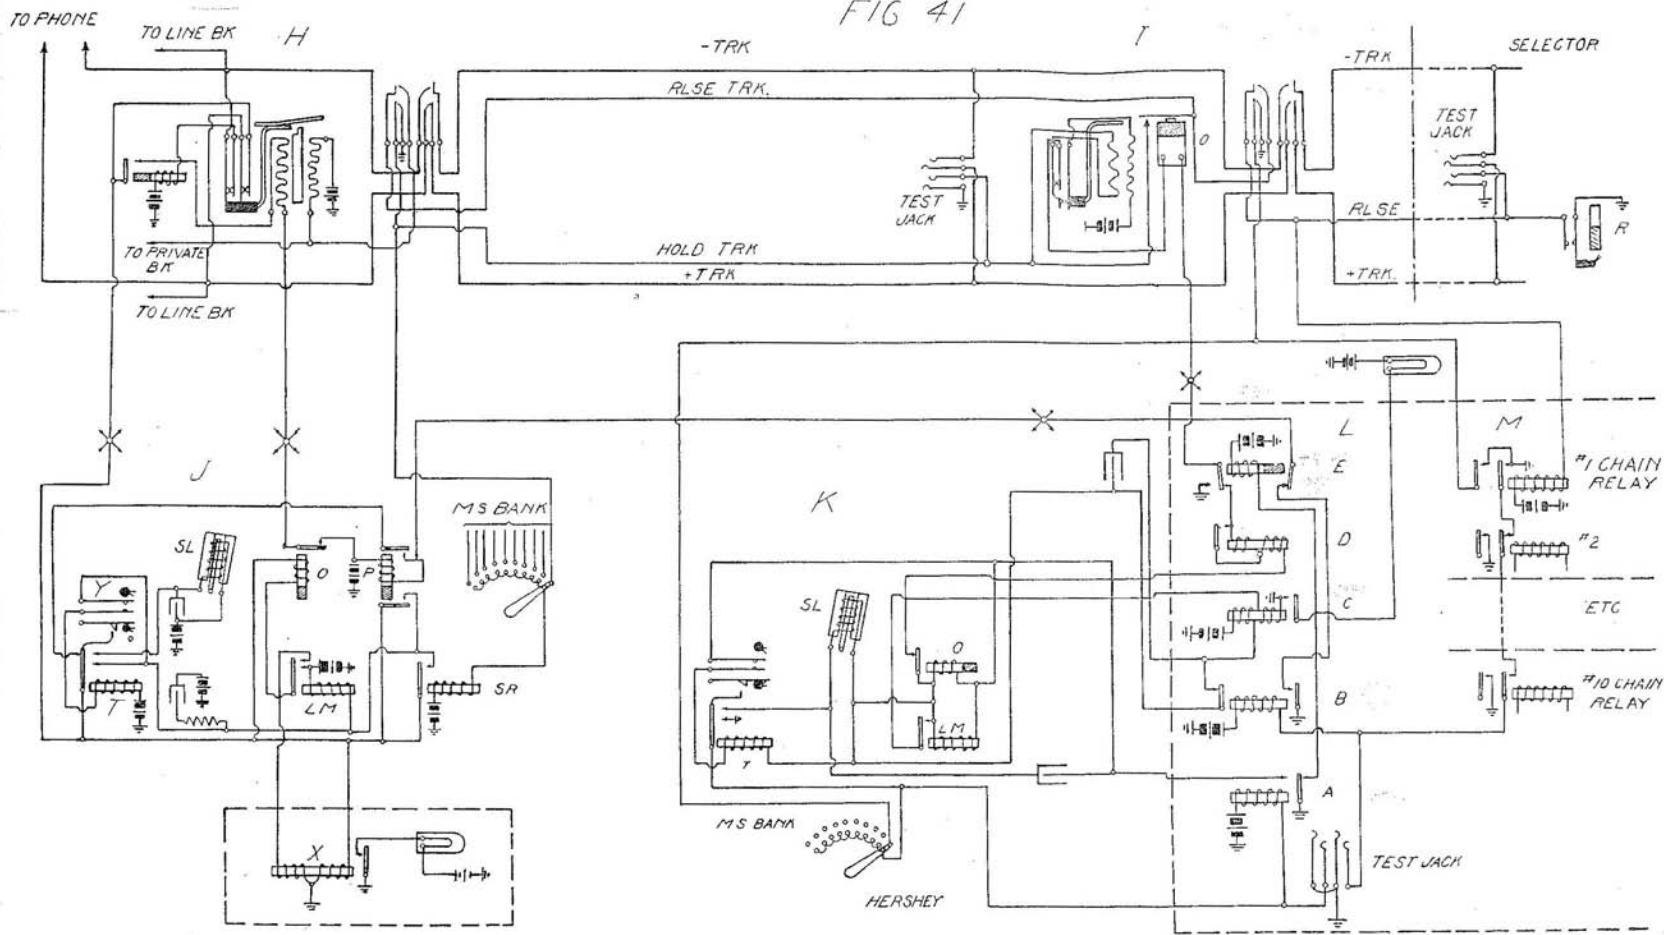 FIG 41
TO PHONE
TO LINE BK
H
-TRK
I
-TRK
SELECTOR
RLSE TRK.
TEST
JACK
O
TEST
JACK
RLSE
R
TO PRIVATE
BK
HOLD TRK
+TRK
+TRK.
TO LINE BK
L
M
E
#1 CHAIN
RELAY
J
K
MS BANK
SL
O
P
D
#2
Y
SL
C
ETC
O
T
LM
SR
B
#10 CHAIN
RELAY
LM
T
A
MS BANK
X
TEST JACK
HERSHEY